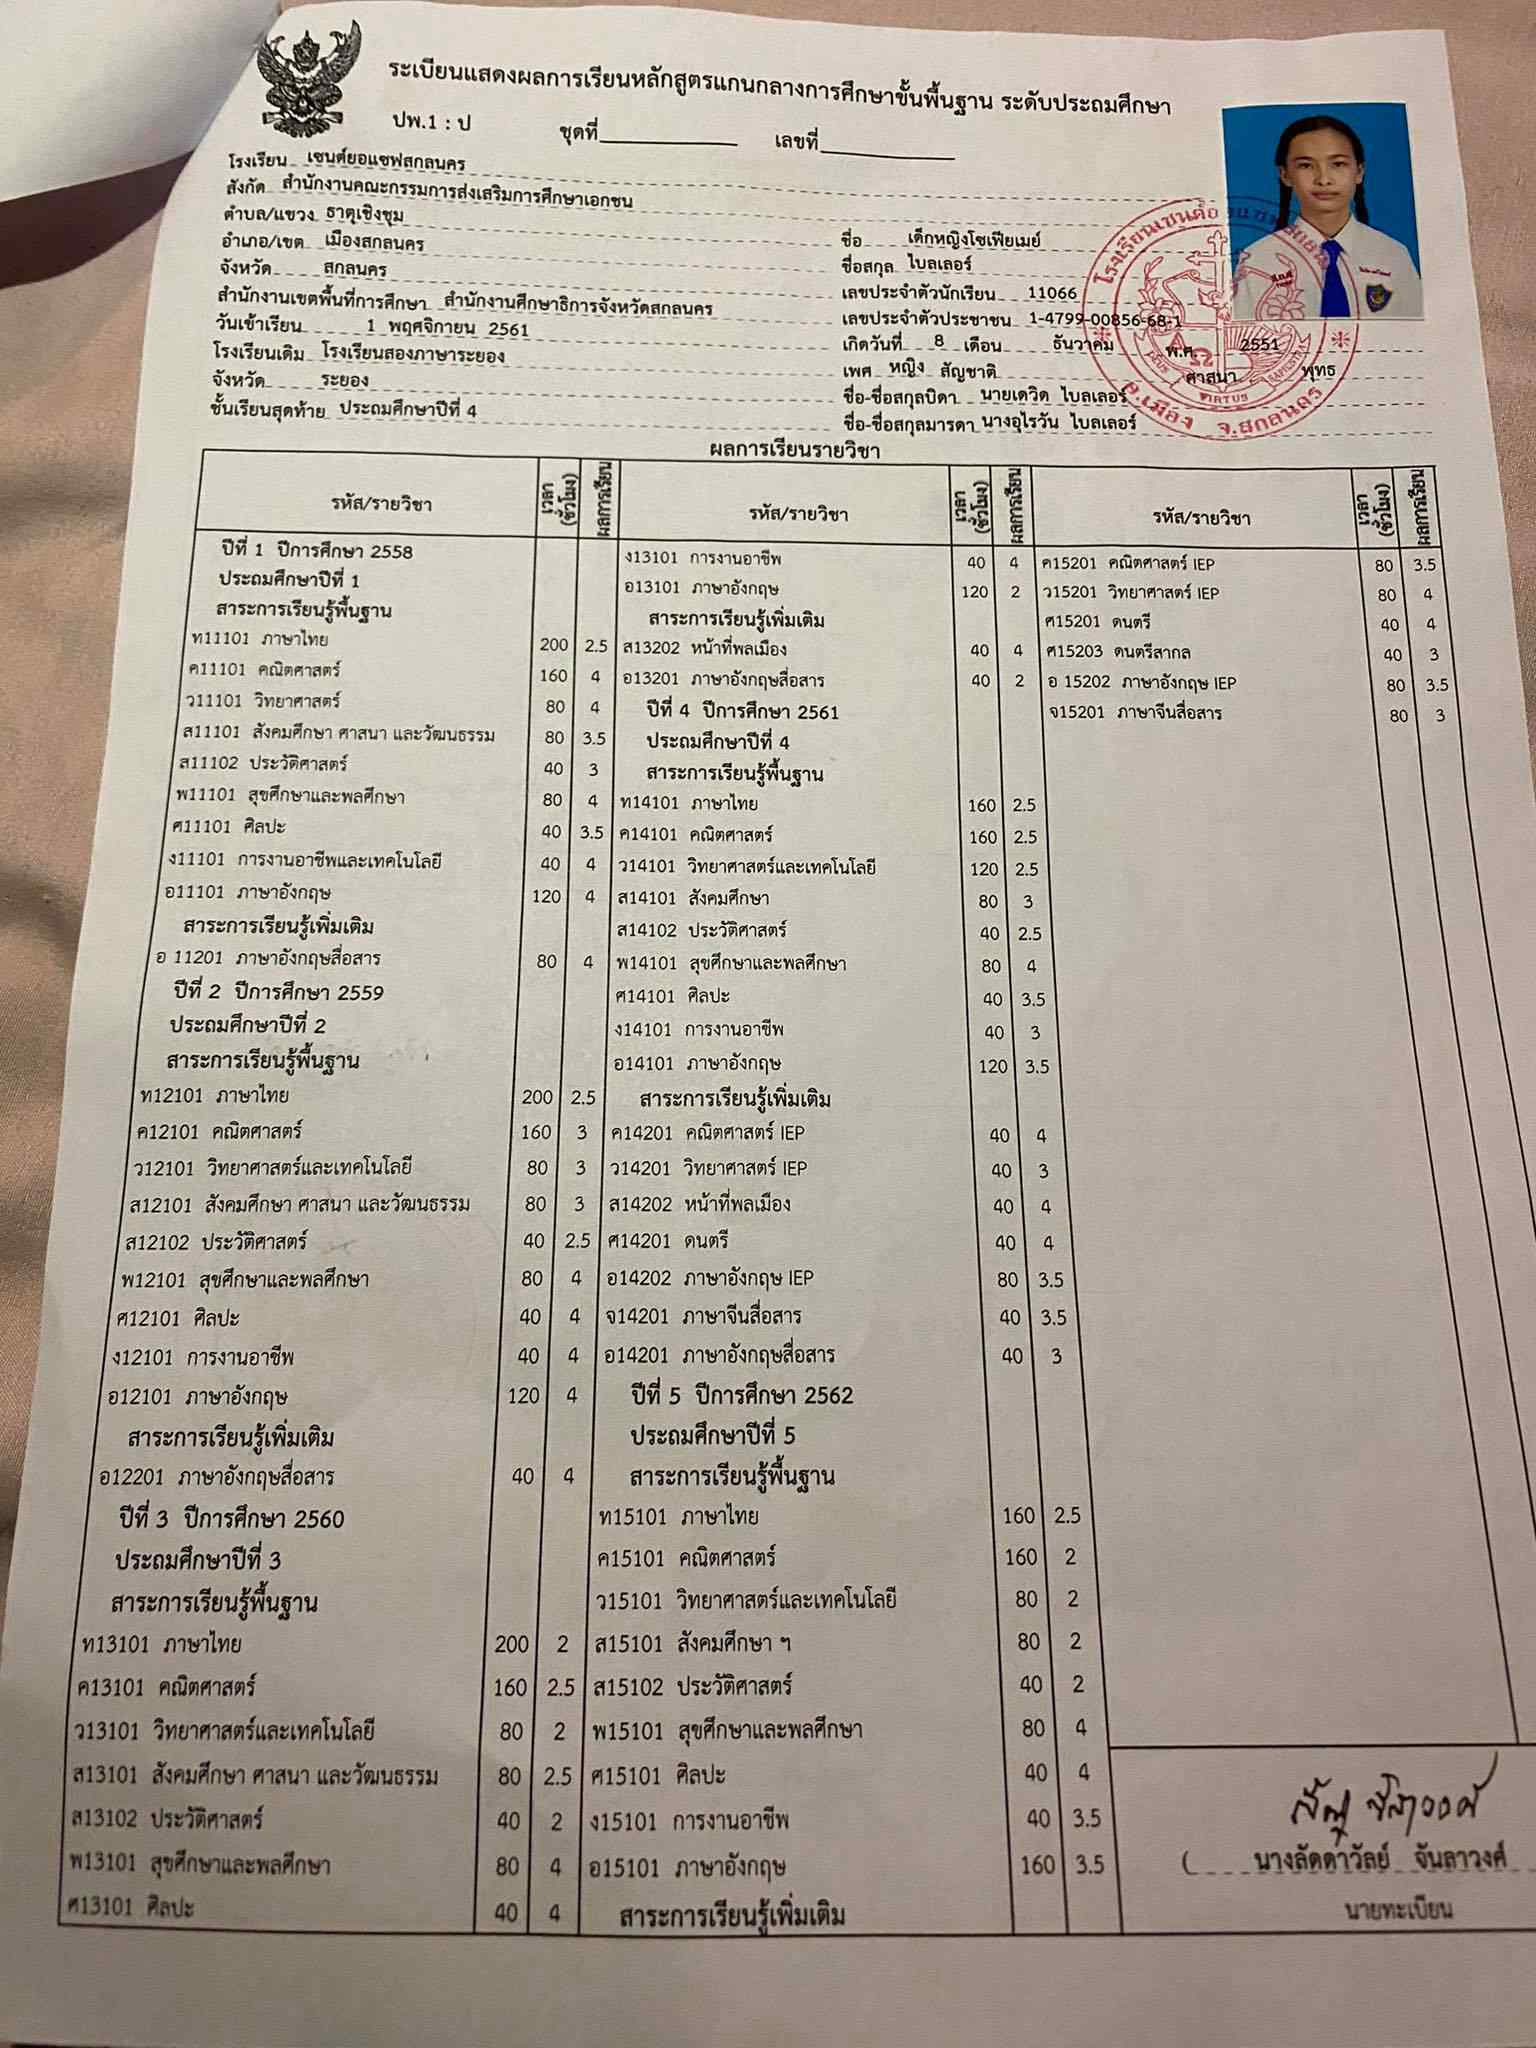 ระเบียนแสดงผลการเรียนหลักสูตรแกนกลางการศึกษาขั้นพื้นฐาน ระดับประถมศึกษา
ปพ.1 : ป ชุดที่ เลขที่
โรงเรียน เซนต์ยอแซฟสกลนคร
สังกัด สำนักงานคณะกรรมการส่งเสริมการศึกษาเอกชน
ตำบล/แขวง ธาตุเชิงชุม
อำเภอ/เขต เมืองสกลนคร
จังหวัด สกลนคร
สำนักงานเขตพื้นที่การศึกษา สำนักงานศึกษาธิการจังหวัดสกลนคร
วันเข้าเรียน 1 พฤศจิกายน 2561
โรงเรียนเดิม โรงเรียนสองภาษาระยอง
จังหวัด ระยอง
ชั้นเรียนสุดท้าย ประถมศึกษาปีที่ 4
ชื่อ เด็กหญิงโซเฟียเมย์
ชื่อสกุล ไบลเลอร์
เลขประจำตัวนักเรียน 11066
เลขประจำตัวประชาชน 1-4799-00856-68-1
เกิดวันที่ 8 เดือน ธันวาคม พ.ศ. 2551
เพศ หญิง สัญชาติ ศาสนา พุทธ
ชื่อ-ชื่อสกุลบิดา นายเดวิด ไบลเลอร์
ชื่อ-ชื่อสกุลมารดา นางอุไรวัน ไบลเลอร์
อ.เมือง จ.สกลนคร
VIRTUS
ผลการเรียนรายวิชา
รหัส/รายวิชา เวลา (ชั่วโมง) ผลการเรียน
ปีที่ 1 ปีการศึกษา 2558
ประถมศึกษาปีที่ 1
สาระการเรียนรู้พื้นฐาน
ท11101 ภาษาไทย 200 2.5
ค11101 คณิตศาสตร์ 160 4
ว11101 วิทยาศาสตร์ 80 4
ส11101 สังคมศึกษา ศาสนา และวัฒนธรรม 80 3.5
ส11102 ประวัติศาสตร์ 40 3
พ11101 สุขศึกษาและพลศึกษา 80 4
ศ11101 ศิลปะ 40 3.5
ง11101 การงานอาชีพและเทคโนโลยี 40 4
อ11101 ภาษาอังกฤษ 120 4
สาระการเรียนรู้เพิ่มเติม
อ 11201 ภาษาอังกฤษสื่อสาร 80 4
ปีที่ 2 ปีการศึกษา 2559
ประถมศึกษาปีที่ 2
สาระการเรียนรู้พื้นฐาน
ท12101 ภาษาไทย 200 2.5
ค12101 คณิตศาสตร์ 160 3
ว12101 วิทยาศาสตร์และเทคโนโลยี 80 3
ส12101 สังคมศึกษา ศาสนา และวัฒนธรรม 80 3
ส12102 ประวัติศาสตร์ 40 2.5
พ12101 สุขศึกษาและพลศึกษา 80 4
ศ12101 ศิลปะ 40 4
ง12101 การงานอาชีพ 40 4
อ12101 ภาษาอังกฤษ 120 4
สาระการเรียนรู้เพิ่มเติม
อ12201 ภาษาอังกฤษสื่อสาร 40 4
ปีที่ 3 ปีการศึกษา 2560
ประถมศึกษาปีที่ 3
สาระการเรียนรู้พื้นฐาน
ท13101 ภาษาไทย 200 2
ค13101 คณิตศาสตร์ 160 2.5
ว13101 วิทยาศาสตร์และเทคโนโลยี 80 2
ส13101 สังคมศึกษา ศาสนา และวัฒนธรรม 80 2.5
ส13102 ประวัติศาสตร์ 40 2
พ13101 สุขศึกษาและพลศึกษา 80 4
ศ13101 ศิลปะ 40 4
รหัส/รายวิชา เวลา (ชั่วโมง) ผลการเรียน
ง13101 การงานอาชีพ 40 4
อ13101 ภาษาอังกฤษ 120 2
สาระการเรียนรู้เพิ่มเติม
ส13202 หน้าที่พลเมือง 40 4
อ13201 ภาษาอังกฤษสื่อสาร 40 2
ปีที่ 4 ปีการศึกษา 2561
ประถมศึกษาปีที่ 4
สาระการเรียนรู้พื้นฐาน
ท14101 ภาษาไทย 160 2.5
ค14101 คณิตศาสตร์ 160 2.5
ว14101 วิทยาศาสตร์และเทคโนโลยี 120 2.5
ส14101 สังคมศึกษา 80 3
ส14102 ประวัติศาสตร์ 40 2.5
พ14101 สุขศึกษาและพลศึกษา 80 4
ศ14101 ศิลปะ 40 3.5
ง14101 การงานอาชีพ 40 3
อ14101 ภาษาอังกฤษ 120 3.5
สาระการเรียนรู้เพิ่มเติม
ค14201 คณิตศาสตร์ IEP 40 4
ว14201 วิทยาศาสตร์ IEP 40 3
ส14202 หน้าที่พลเมือง 40 4
ศ14201 ดนตรี 40 4
อ14202 ภาษาอังกฤษ IEP 80 3.5
จ14201 ภาษาจีนสื่อสาร 40 3.5
อ14201 ภาษาอังกฤษสื่อสาร 40 3
ปีที่ 5 ปีการศึกษา 2562
ประถมศึกษาปีที่ 5
สาระการเรียนรู้พื้นฐาน
ท15101 ภาษาไทย 160 2.5
ค15101 คณิตศาสตร์ 160 2
ว15101 วิทยาศาสตร์และเทคโนโลยี 80 2
ส15101 สังคมศึกษา ฯ 80 2
ส15102 ประวัติศาสตร์ 40 2
พ15101 สุขศึกษาและพลศึกษา 80 4
ศ15101 ศิลปะ 40 4
ง15101 การงานอาชีพ 40 3.5
อ15101 ภาษาอังกฤษ 160 3.5
สาระการเรียนรู้เพิ่มเติม
รหัส/รายวิชา เวลา (ชั่วโมง) ผลการเรียน
ค15201 คณิตศาสตร์ IEP 80 3.5
ว15201 วิทยาศาสตร์ IEP 80 4
ศ15201 ดนตรี 40 4
ศ15203 ดนตรีสากล 40 3
อ 15202 ภาษาอังกฤษ IEP 80 3.5
จ15201 ภาษาจีนสื่อสาร 80 3
( นางลัดดาวัลย์ จันลาวงศ์
นายทะเบียน